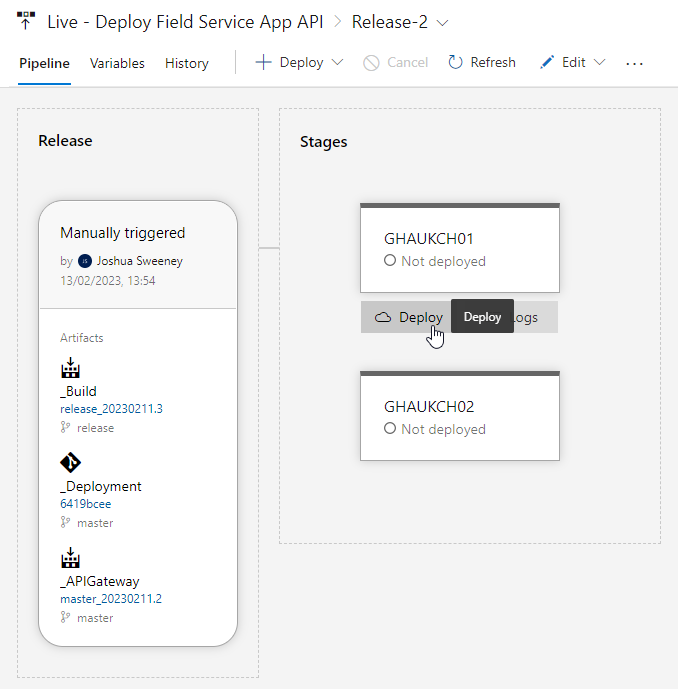 Live - Deploy Field Service App API > Release-2
Pipeline Variables History Deploy Cancel Refresh Edit ...
Release
Manually triggered
by JS Joshua Sweeney
13/02/2023, 13:54
Artifacts
_Build
release_20230211.3
release
_Deployment
6419bcee
master
_APIGateway
master_20230211.2
master
Stages
GHAUKCH01
Not deployed
Deploy Deploy Logs
GHAUKCH02
Not deployed